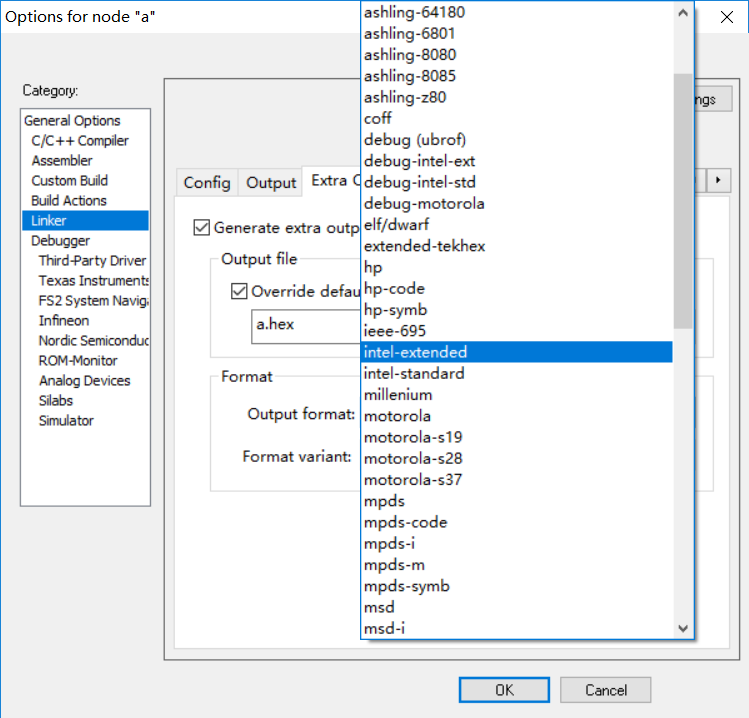 Options for node "a"
Category:
General Options
C/C++ Compiler
Assembler
Custom Build
Build Actions
Linker
Debugger
Third-Party Driver
Texas Instruments
FS2 System Naviga
Infineon
Nordic Semiconduc
ROM-Monitor
Analog Devices
Silabs
Simulator
ngs
Config
Output
Extra O
Generate extra outp
Output file
Override defau
a.hex
Format
Output format:
Format variant:
ashling-64180
ashling-6801
ashling-8080
ashling-8085
ashling-z80
coff
debug (ubrof)
debug-intel-ext
debug-intel-std
debug-motorola
elf/dwarf
extended-tekhex
hp
hp-code
hp-symb
ieee-695
intel-extended
intel-standard
millenium
motorola
motorola-s19
motorola-s28
motorola-s37
mpds
mpds-code
mpds-i
mpds-m
mpds-symb
msd
msd-i
OK
Cancel